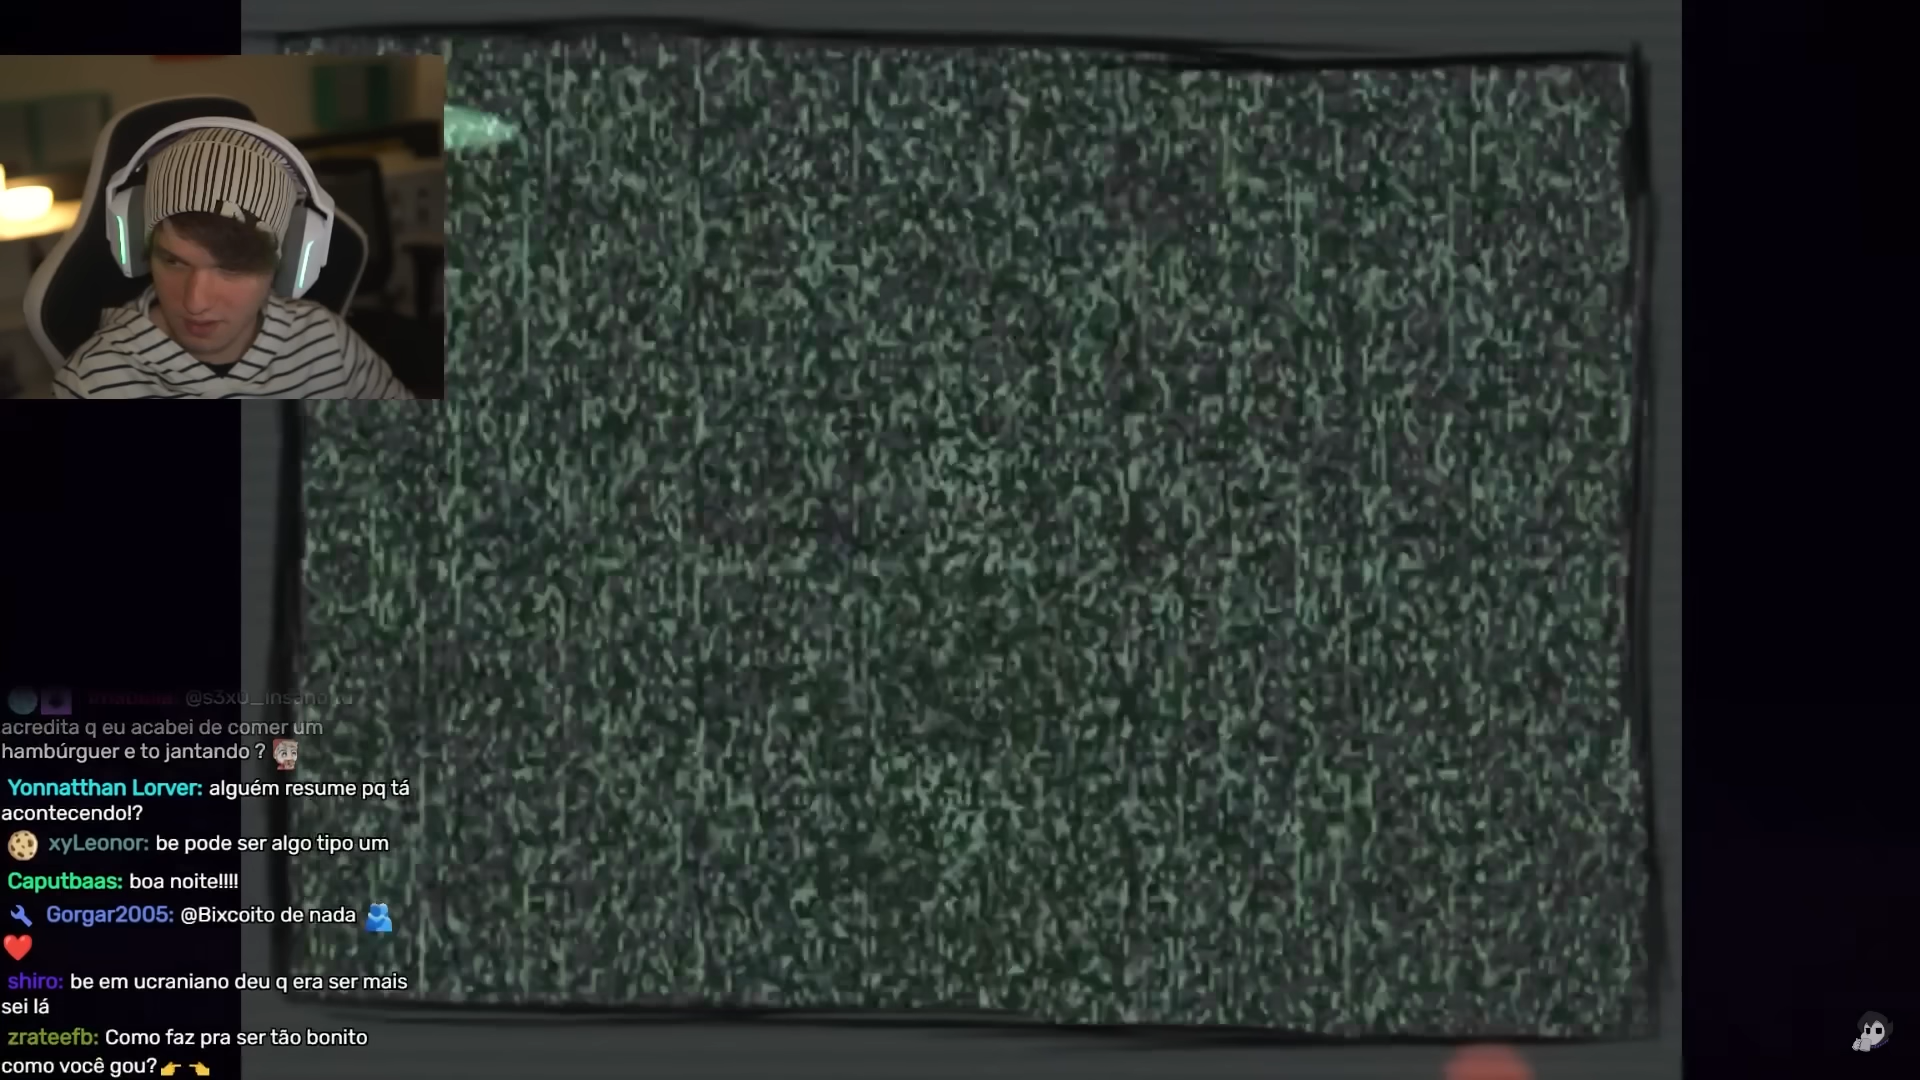 @s3xu_insano
acredita q eu acabei de comer um
hambúrguer e to jantando ?
Yonnatthan Lorver: alguém resume pq tá
acontecendo!?
xyLeonor: be pode ser algo tipo um
Caputbaas: boa noite!!!!
Gorgar2005: @Bixcoito de nada
shiro: be em ucraniano deu q era ser mais
sei lá
zrateefb: Como faz pra ser tão bonito
como você gou?